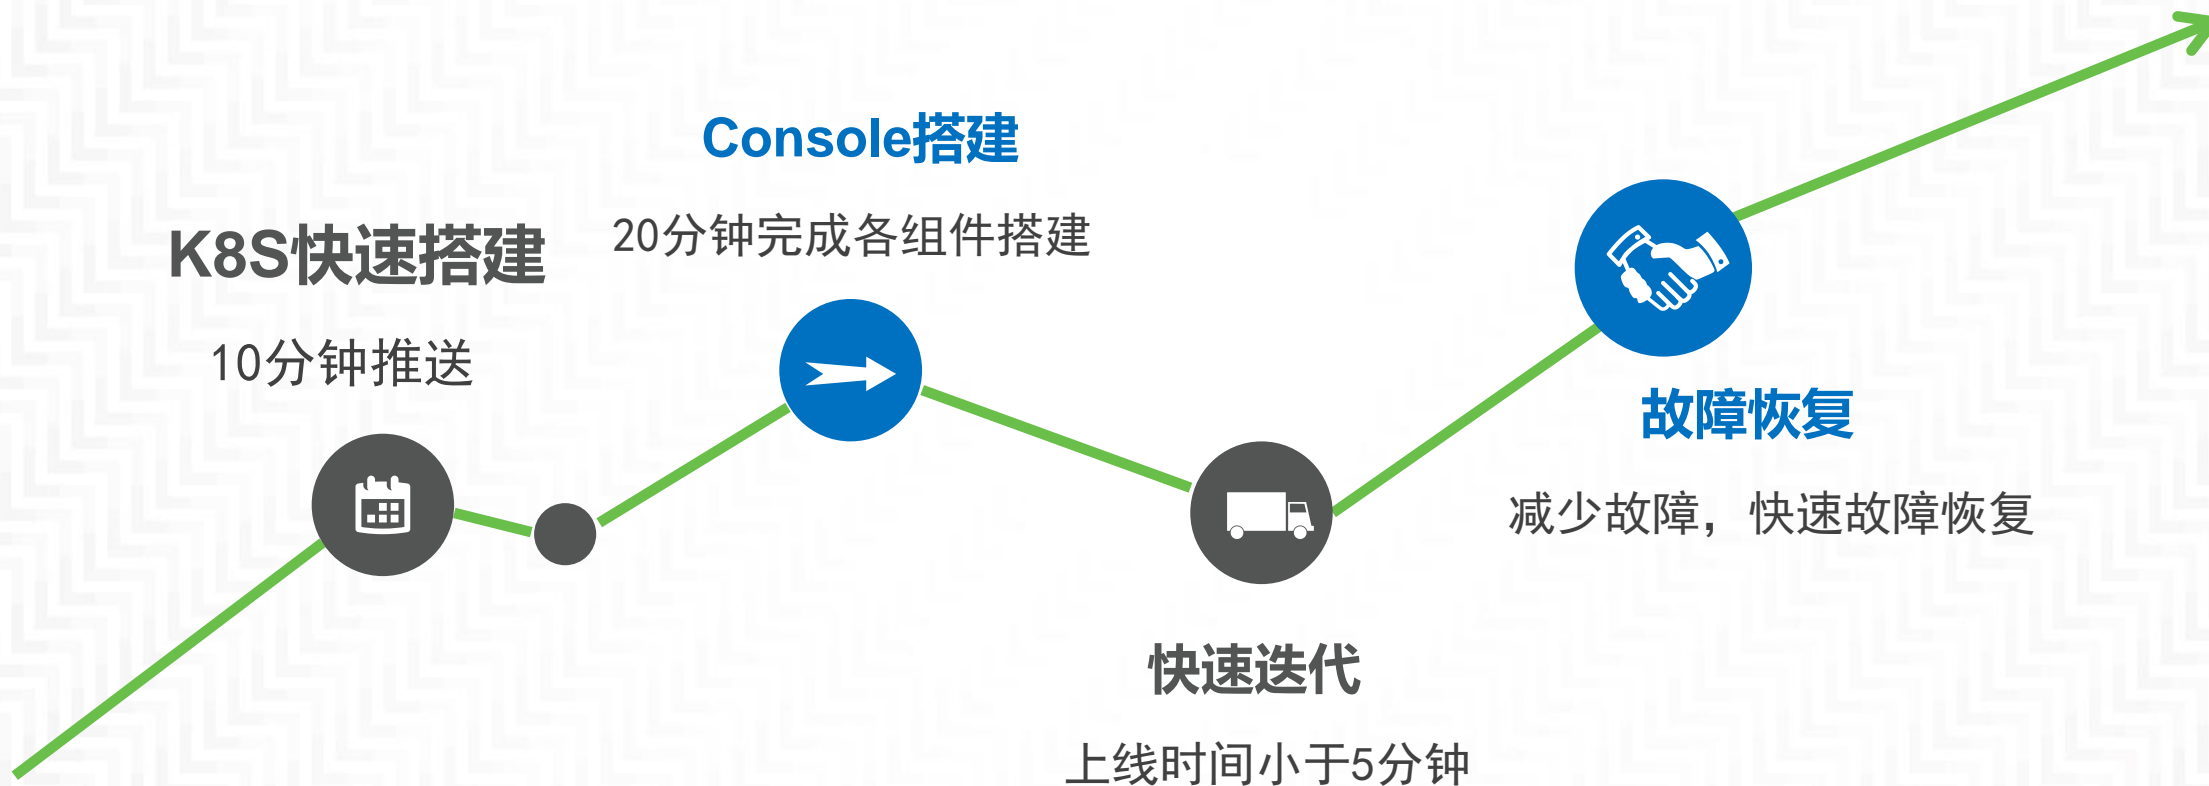 K8S快速搭建
10分钟推送
Console搭建
20分钟完成各组件搭建
快速迭代
上线时间小于5分钟
故障恢复
减少故障，快速故障恢复